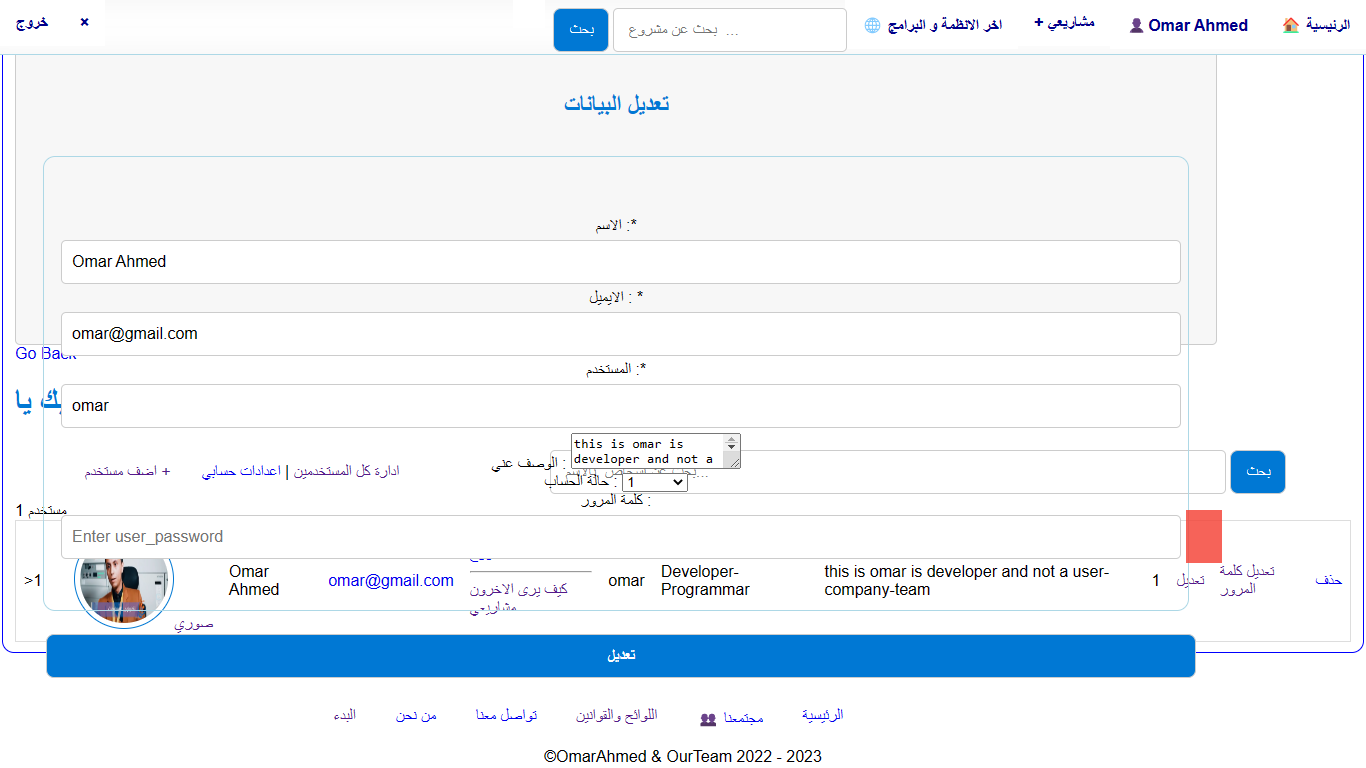 الرئيسية 🏠
👤 Omar Ahmed
مشاريعي +
اخر الانظمة و البرامج 🌐
بحث عن مشروع ...
بحث
×
خروج
تعديل البيانات
الاسم :*
Omar Ahmed
الايميل : *
omar@gmail.com
Go Back
المستخدم :*
omar
يا
this is omar is
developer and not a
الوصف عني :
بحث
+ اضف مستخدم
اعدادات حسابي | ادارة كل المستخدمين
حالة الحساب : 1
كلمة المرور :
مستخدم 1
Enter user_password
>1
صوري
Omar Ahmed
omar@gmail.com
كيف يرى الاخرون مشاريعي
omar
Developer-Programmar
this is omar is developer and not a user-company-team
1
تعديل
تعديل كلمة المرور
حذف
تعديل
الرئيسية
مجتمعنا 👥
اللوائح والقوانين
تواصل معنا
من نحن
البدء
©OmarAhmed & OurTeam 2022 - 2023